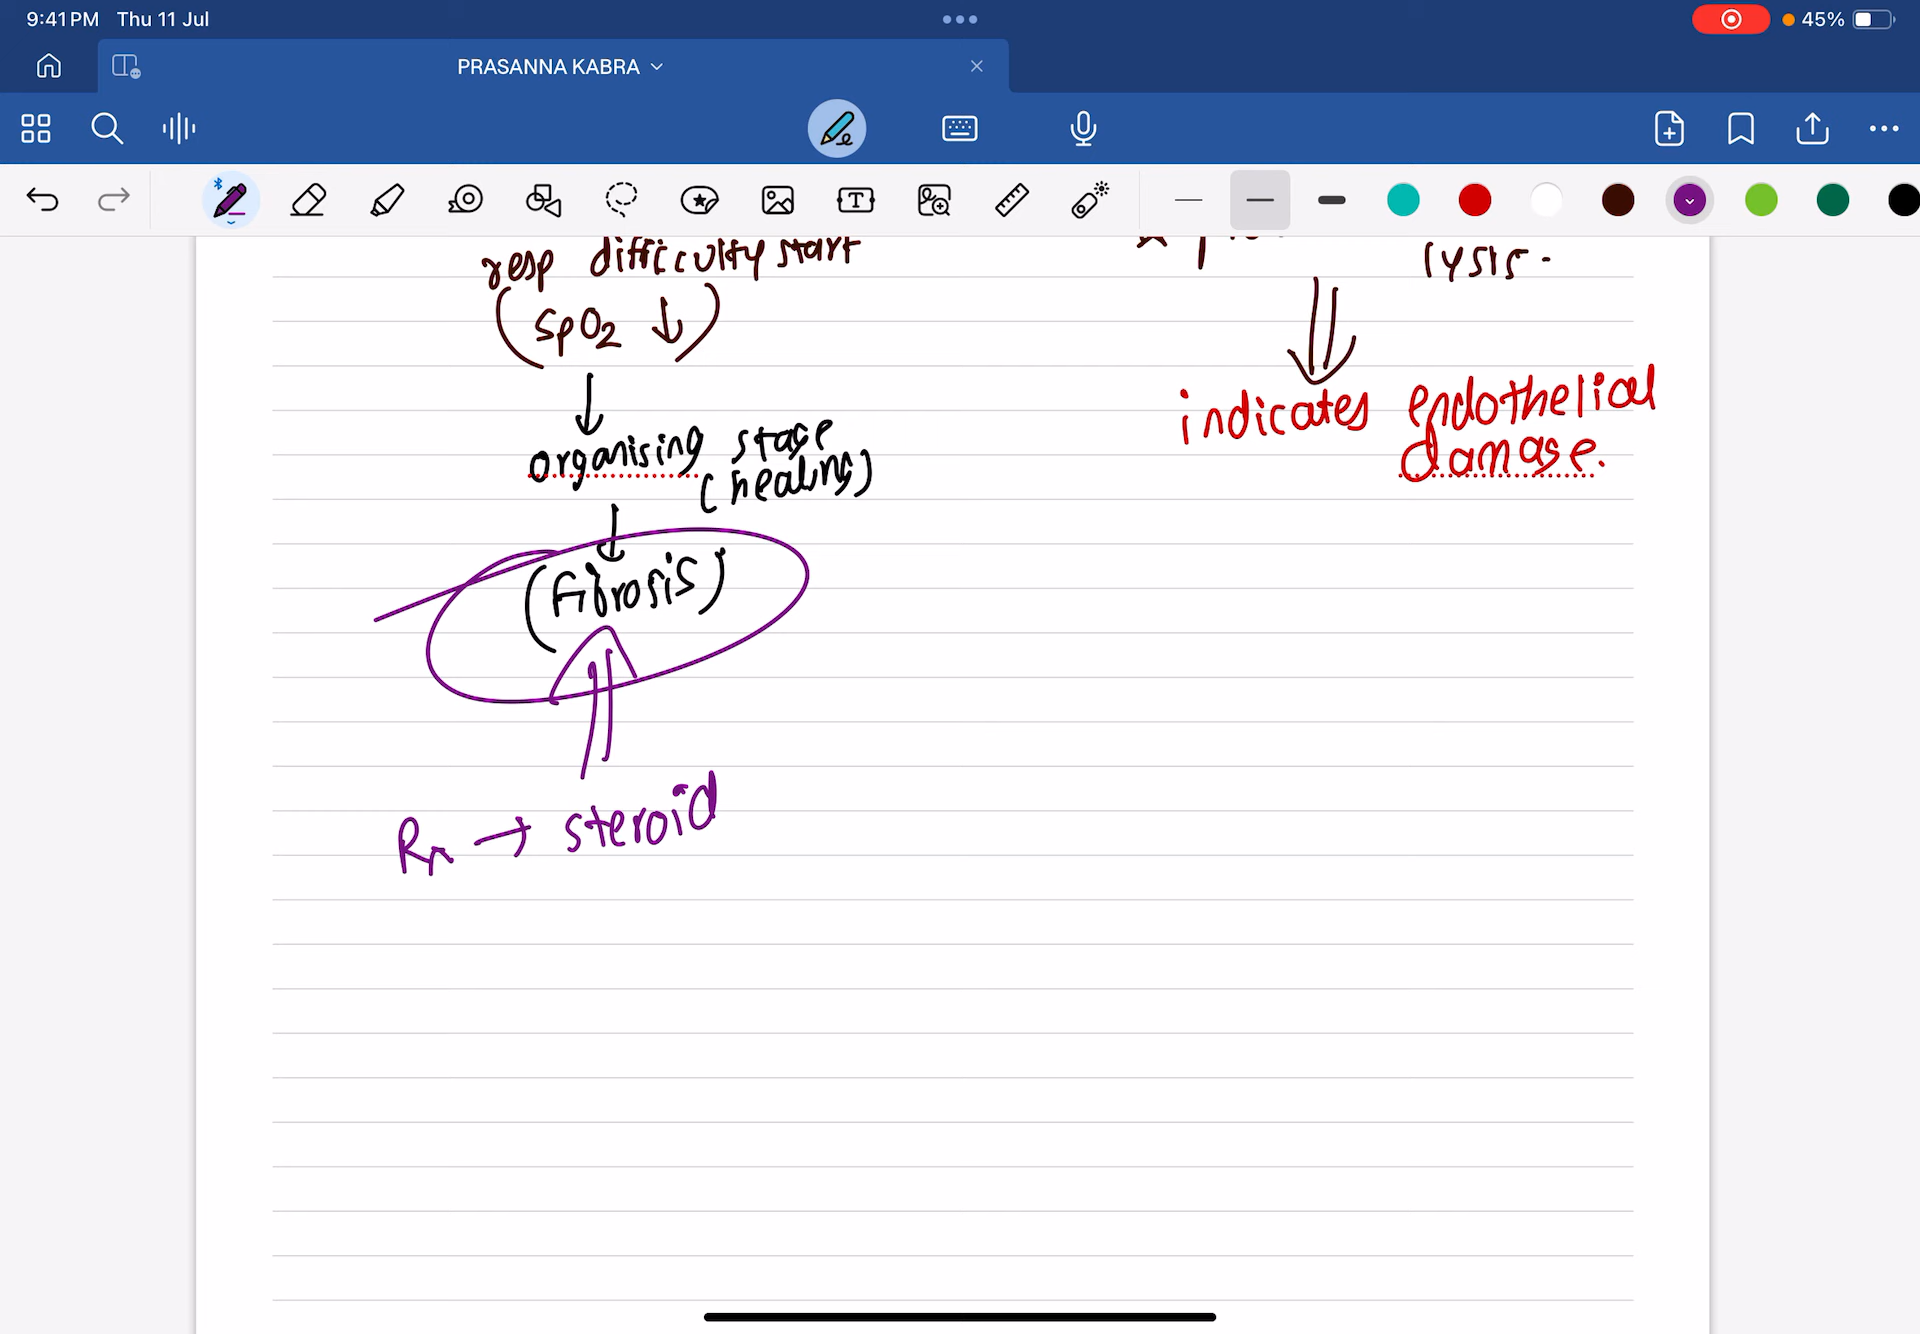 9:41 PM Thu 11 Jul
45%
PRASANNA KABRA
resp difficulty start
(SpO2 ↓)
↓
organising stage
(healing)
↓
(Fibrosis)
Rx → steroid
lysis.
indicates endothelial
damage.